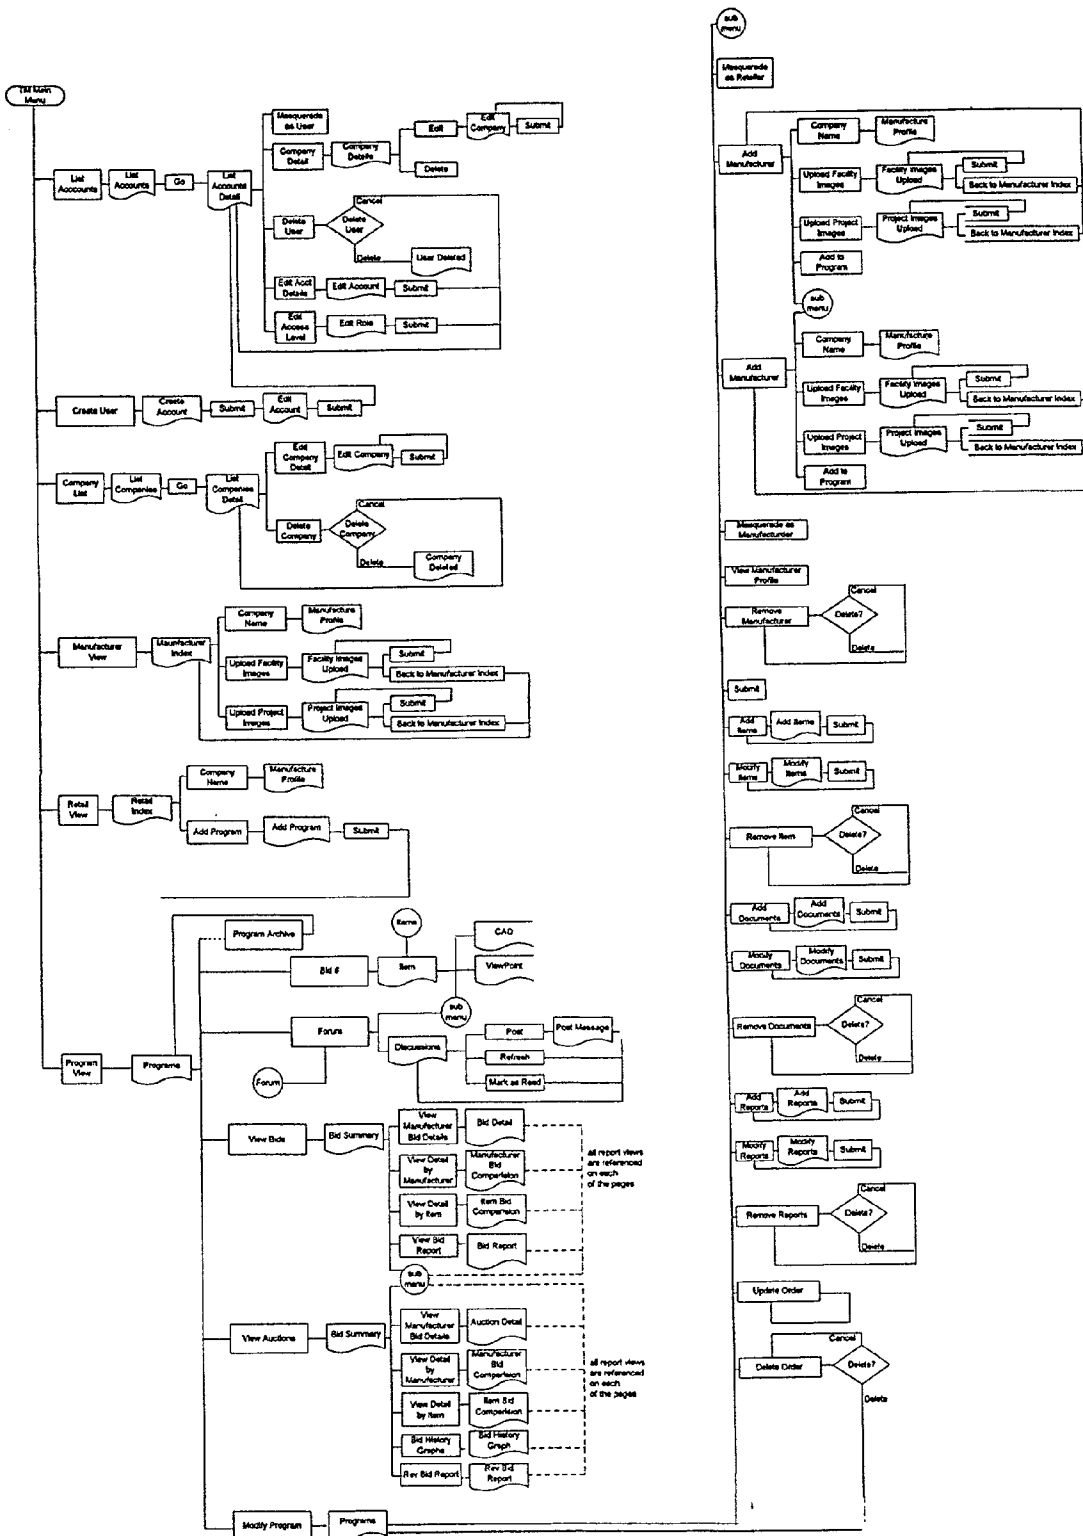 TM Main
Menu
List
Accounts
List
Accounts
Go
List
Accounts
Detail
Masquerade
as User
Company
Detail
Company
Details
Edit
Edit
Company
Submit
Delete
Delete
User
Cancel
Delete
User
Delete
User Deleted
Edit Acct
Details
Edit Account
Submit
Edit
Access
Level
Edit Role
Submit
Create User
Create
Account
Submit
Edit
Account
Submit
Company
List
List
Companies
Go
List
Companies
Detail
Edit
Company
Detail
Edit Company
Submit
Delete
Company
Cancel
Delete
Company
Delete
Company
Deleted
Manufacturer
View
Maunfacturer
Index
Company
Name
Manufacture
Profile
Upload Facility
Images
Facility Images
Upload
Submit
Back to Manufacturer Index
Upload Project
Images
Project Images
Upload
Submit
Back to Manufacturer Index
Retail
View
Retail
Index
Company
Name
Manufacture
Profile
Add Program
Add Program
Submit
Program
View
Programs
Program Archive
Bid #
Items
Item
CAD
ViewPoint
sub
menu
Forum
Forum
Discussions
Post
Post Message
Refresh
Mark as Read
View Bids
Bid Summary
View
Manufacturer
Bid Details
Bid Detail
View Detail
by Manufacturer
Manufacturer
Bid
Comparision
View Detail
by Item
Item Bid
Comparision
View Bid
Report
Bid Report
all report views
are referenced
on each
of the pages
sub
menu
View Auctions
Bid Summary
View
Manufacturer
Bid Details
Auction Detail
View Detail
by Manufacturer
Manufacturer
Bid
Comparision
View Detail
by Item
Item Bid
Comparision
Bid History
Graphs
Bid History
Graph
Rev Bid Report
Rev Bid
Report
all report views
are referenced
on each
of the pages
Modify Program
Programs
sub
menu
Masquerade
as Retailer
Add
Manufacturer
Company
Name
Manufacture
Profile
Upload Facility
Images
Facility Images
Upload
Submit
Back to Manufacturer Index
Upload Project
Images
Project Images
Upload
Submit
Back to Manufacturer Index
Add to
Program
sub
menu
Add
Manufacturer
Company
Name
Manufacture
Profile
Upload Facility
Images
Facility Images
Upload
Submit
Back to Manufacturer Index
Upload Project
Images
Project Images
Upload
Submit
Back to Manufacturer Index
Add to
Program
Masquerade as
Manufacturer
View Manufacturer
Profile
Remove
Manufacturer
Cancel
Delete?
Delete
Submit
Add
Items
Add Items
Submit
Modify
Items
Modify
Items
Submit
Remove Item
Cancel
Delete?
Delete
Add
Documents
Add
Documents
Submit
Modify
Documents
Modify
Documents
Submit
Remove Documents
Cancel
Delete?
Delete
Add
Reports
Add
Reports
Submit
Modify
Reports
Modify
Reports
Submit
Remove Reports
Cancel
Delete?
Delete
Update Order
Delete Order
Cancel
Delete?
Delete